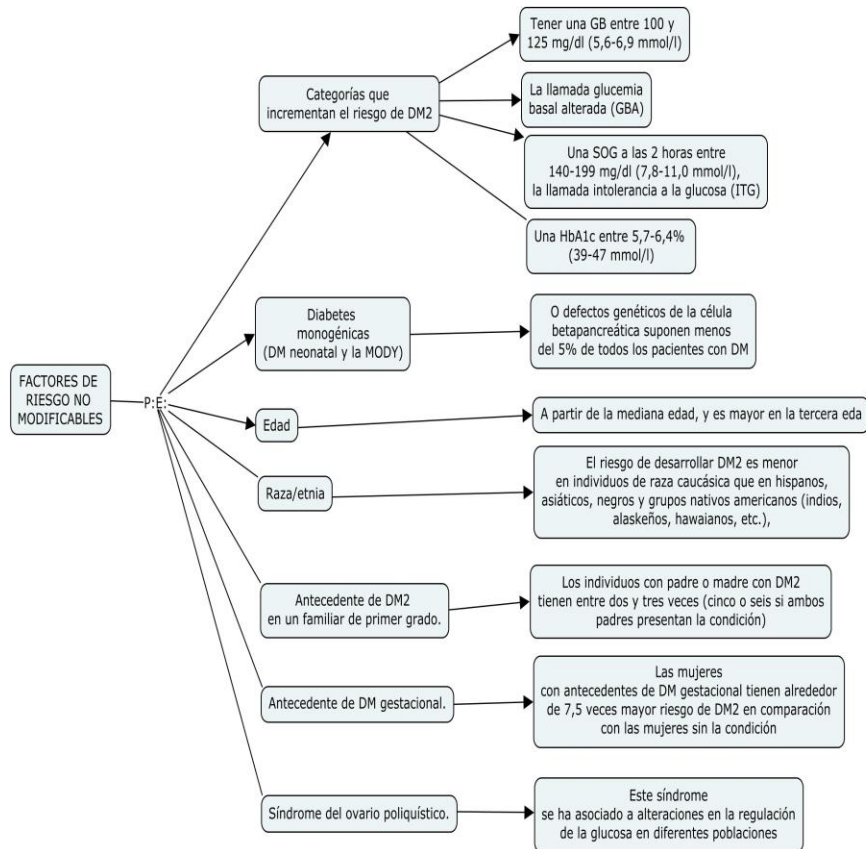 Tener una GB entre 100 y
125 mg/dl (5,6-6,9 mmol/l)
Categorías que
incrementan el riesgo de DM2
La llamada glucemia
basal alterada (GBA)
Una SOG a las 2 horas entre
140-199 mg/dl (7,8-11,0 mmol/l),
la llamada intolerancia a la glucosa (ITG)
Una HbA1c entre 5,7-6,4%
(39-47 mmol/l)
Diabetes
monogénicas
(DM neonatal y la MODY)
O defectos genéticos de la célula
betapancreática suponen menos
del 5% de todos los pacientes con DM
FACTORES DE
RIESGO NO
MODIFICABLES
P:E:
Edad
A partir de la mediana edad, y es mayor en la tercera eda
Raza/etnia
El riesgo de desarrollar DM2 es menor
en individuos de raza caucásica que en hispanos,
asiáticos, negros y grupos nativos americanos (indios,
alaskeños, hawaianos, etc.),
Antecedente de DM2
en un familiar de primer grado.
Los individuos con padre o madre con DM2
tienen entre dos y tres veces (cinco o seis si ambos
padres presentan la condición)
Antecedente de DM gestacional.
Las mujeres
con antecedentes de DM gestacional tienen alrededor
de 7,5 veces mayor riesgo de DM2 en comparación
con las mujeres sin la condición
Síndrome del ovario poliquístico.
Este síndrome
se ha asociado a alteraciones en la regulación
de la glucosa en diferentes poblaciones